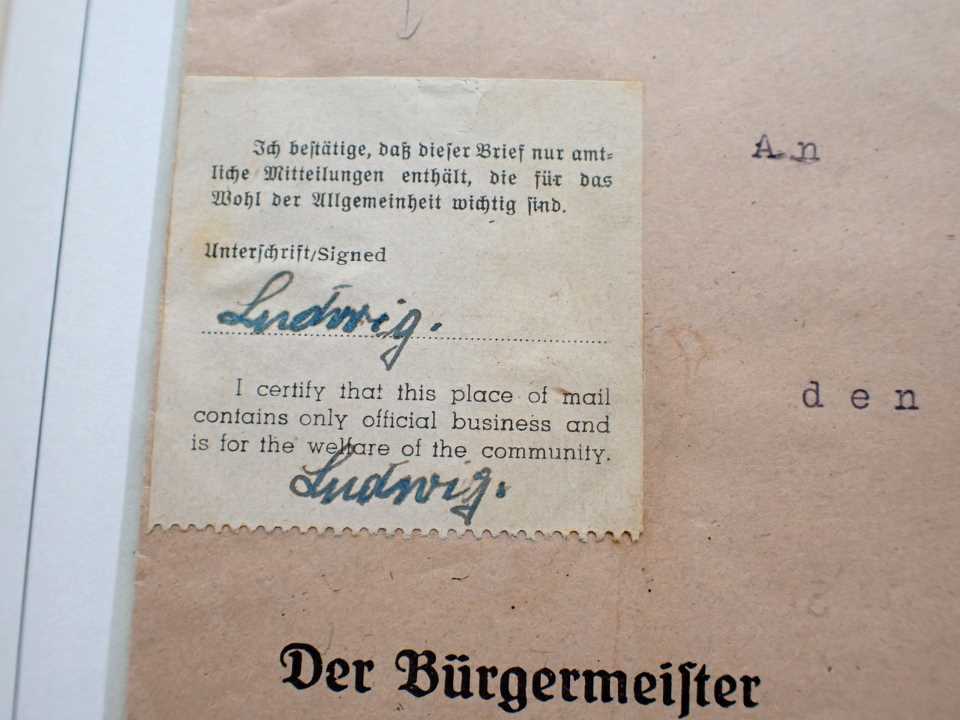 Ich bestätige, daß dieser Brief nur amt=
liche Mitteilungen enthält, die für das
Wohl der Allgemeinheit wichtig sind.
Unterschrift/Signed
Ludwig.
I certify that this place of mail
contains only official business and
is for the welfare of the community.
Ludwig.
An
den
Der Bürgermeister